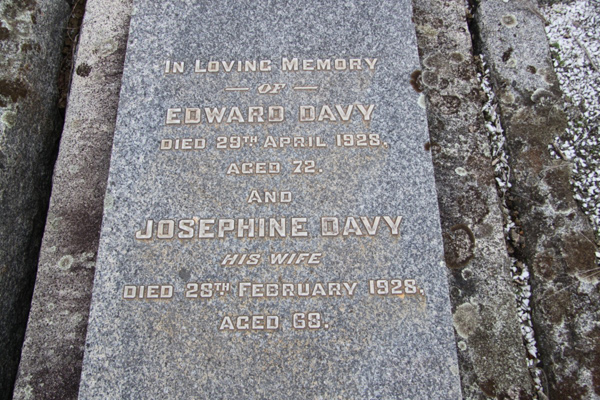 IN LOVING MEMORY
— OF —
EDWARD DAVY
DIED 29TH APRIL 1928,
AGED 72.
AND
JOSEPHINE DAVY
HIS WIFE
DIED 28TH FEBRUARY 1928.
AGED 68.